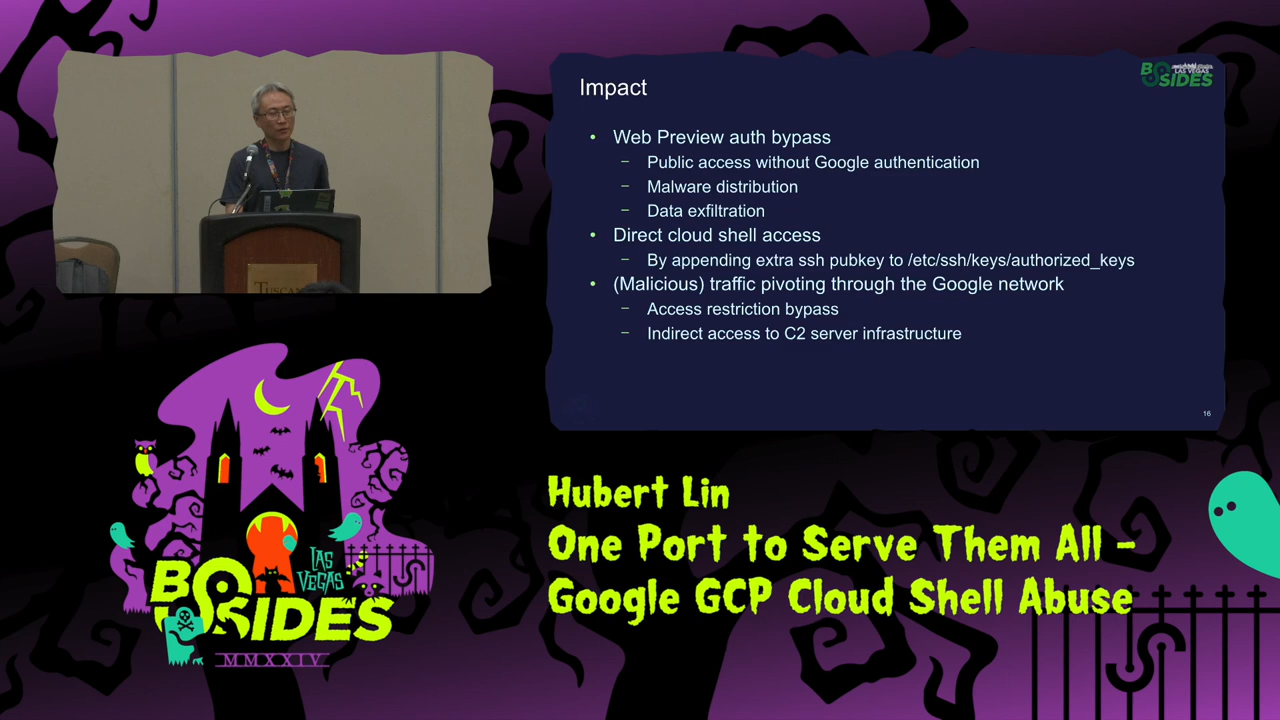 Impact
• Web Preview auth bypass
– Public access without Google authentication
– Malware distribution
– Data exfiltration
• Direct cloud shell access
– By appending extra ssh pubkey to /etc/ssh/keys/authorized_keys
• (Malicious) traffic pivoting through the Google network
– Access restriction bypass
– Indirect access to C2 server infrastructure
16
BSIDES
LAS VEGAS
TUSCAN
LAS
VEGAS
BSIDES
MMXXIV
Hubert Lin
One Port to Serve Them All –
Google GCP Cloud Shell Abuse